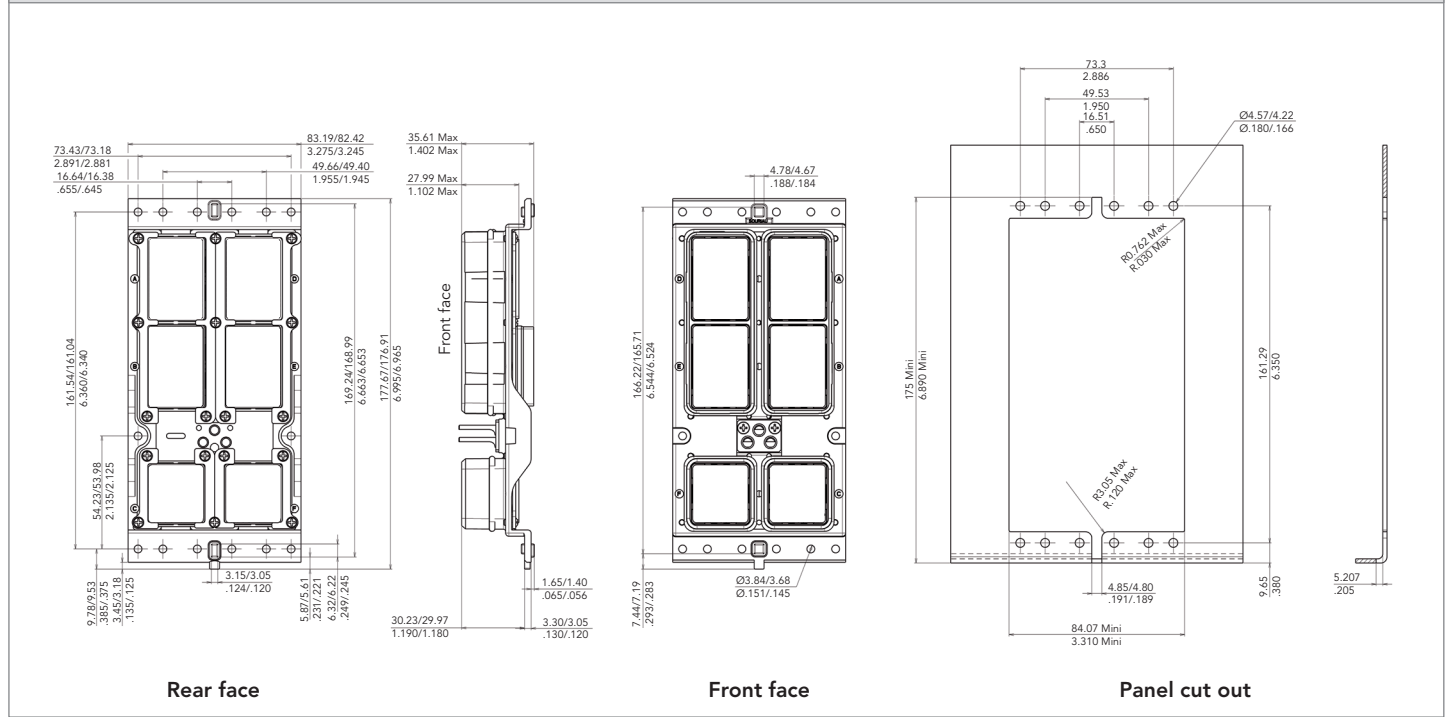 83.19/82.42
3.275/3.245
73.43/73.18
2.891/2.881
49.66/49.40
1.955/1.945
16.64/16.38
.655/.645
161.54/161.04
6.360/6.340
54.23/53.98
2.135/2.125
169.24/168.99
6.663/6.653
177.67/176.91
6.995/6.965
A
D
B
E
C
F
9.78/9.53
.385/.375
3.45/3.18
.135/.125
3.15/3.05
.124/.120
5.87/5.61
.231/.221
6.32/6.22
.249/.245
Rear face
35.61 Max
1.402 Max
27.99 Max
1.102 Max
Front face
1.65/1.40
.065/.056
30.23/29.97
1.190/1.180
3.30/3.05
.130/.120
4.78/4.67
.188/.184
SOURIAU
166.22/165.71
6.544/6.524
D
A
E
B
F
C
7.44/7.19
.293/.283
Ø3.84/3.68
Ø.151/.145
Front face
73.3
2.886
49.53
1.950
16.51
.650
Ø4.57/4.22
Ø.180/.166
R0.762 Max
R.030 Max
175 Mini
6.890 Mini
161.29
6.350
R3.05 Max
R.120 Max
4.85/4.80
.191/.189
84.07 Mini
3.310 Mini
9.65
.380
5.207
.205
Panel cut out